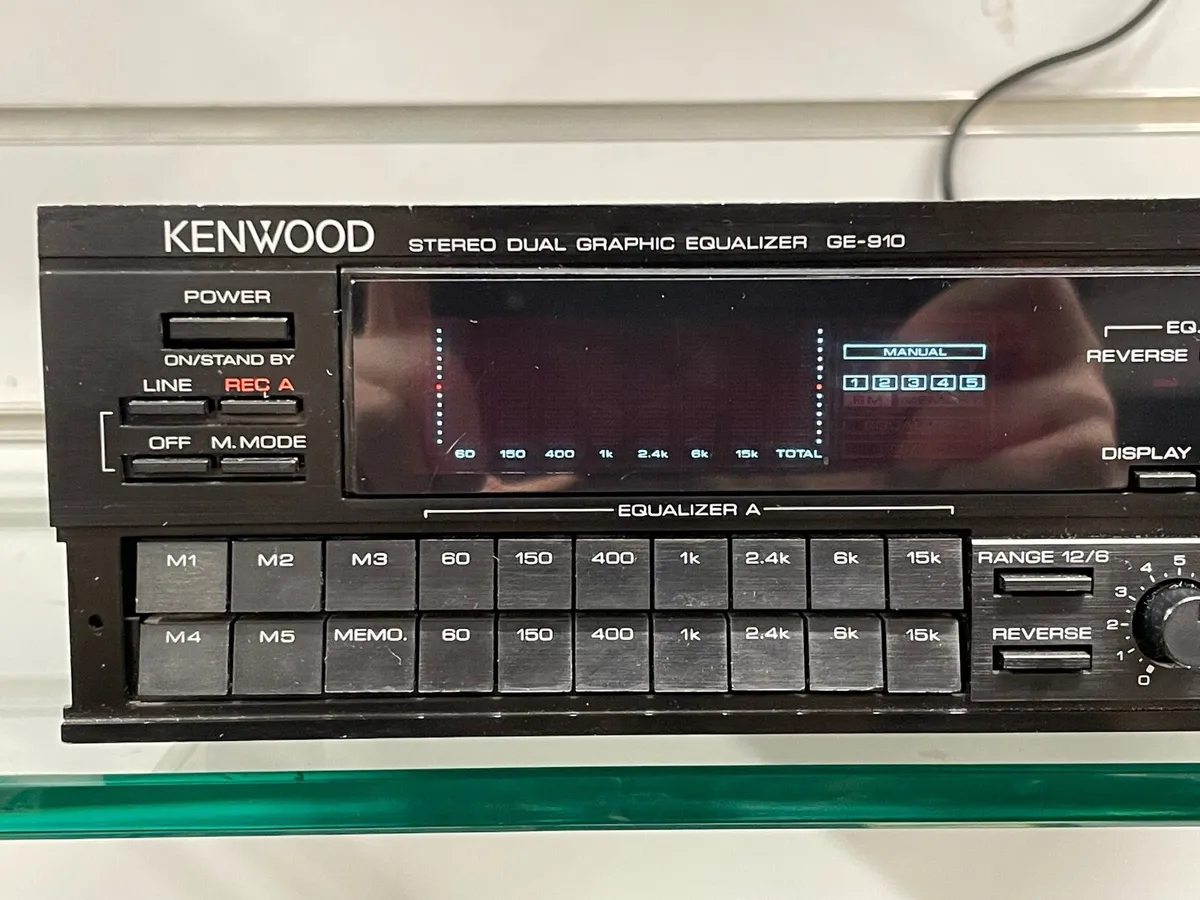 KENWOOD STEREO DUAL GRAPHIC EQUALIZER GE-910
POWER
ON/STAND BY
LINE REC A
OFF M.MODE
MANUAL
1 2 3 4 5
60 150 400 1k 2.4k 6k 15k TOTAL
EQ.
REVERSE
DISPLAY
EQUALIZER A
M1 M2 M3 60 150 400 1k 2.4k 6k 15k
M4 M5 MEMO. 60 150 400 1k 2.4k 6k 15k
RANGE 12/6
REVERSE
0 1 2 3 4 5